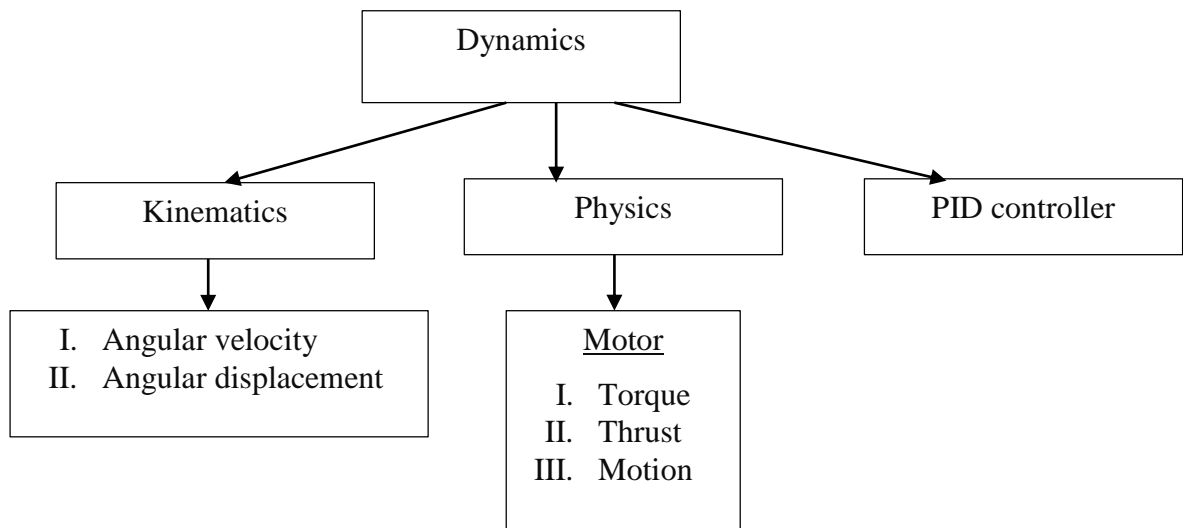 Dynamics
Kinematics
Physics
PID controller
I. Angular velocity
II. Angular displacement
Motor
I. Torque
II. Thrust
III. Motion